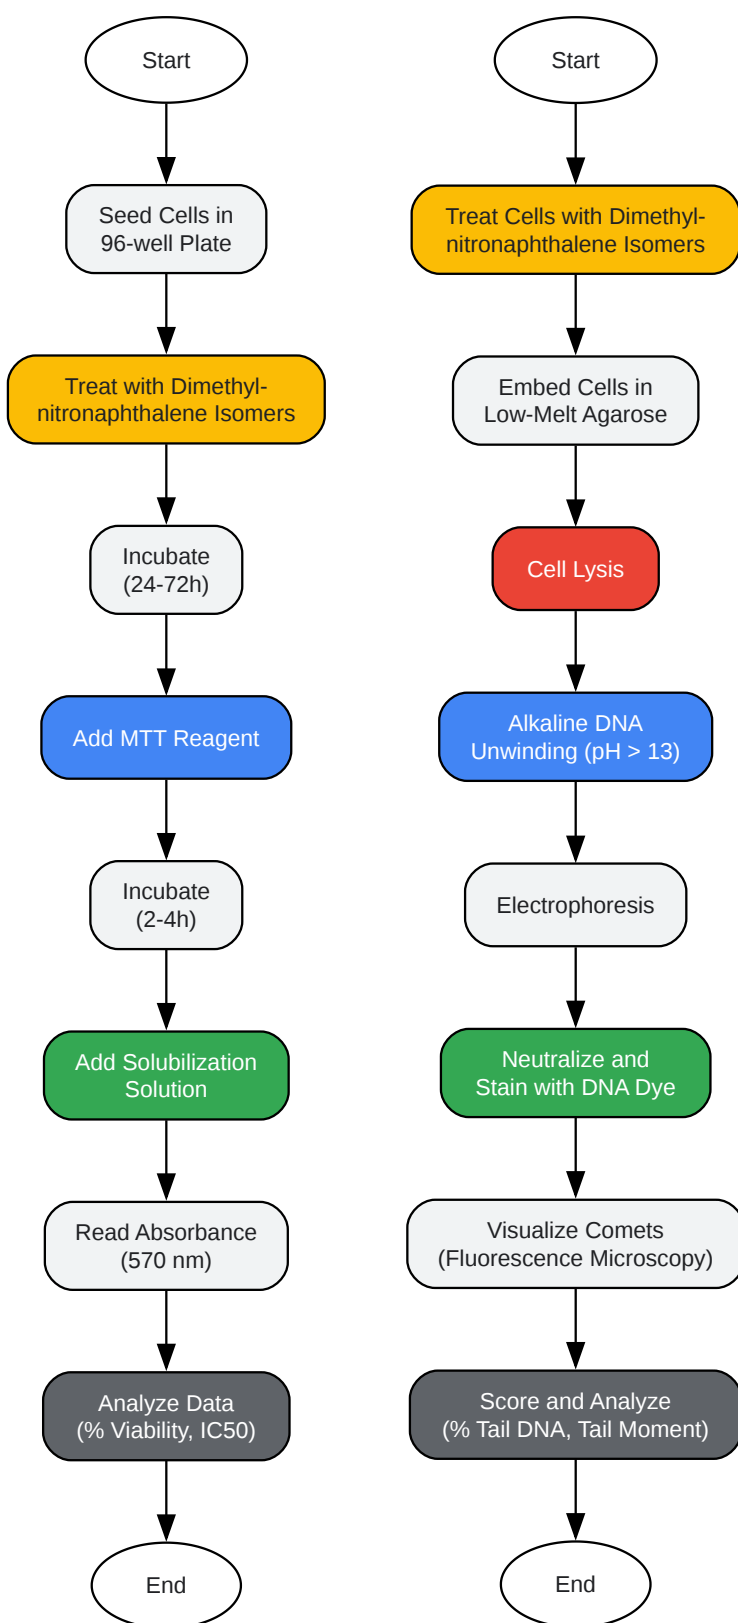 Start
Seed Cells in
96-well Plate
Treat with Dimethyl-
nitronaphthalene Isomers
Incubate
(24-72h)
Add MTT Reagent
Incubate
(2-4h)
Add Solubilization
Solution
Read Absorbance
(570 nm)
Analyze Data
(% Viability, IC50)
End
Start
Treat Cells with Dimethyl-
nitronaphthalene Isomers
Embed Cells in
Low-Melt Agarose
Cell Lysis
Alkaline DNA
Unwinding (pH > 13)
Electrophoresis
Neutralize and
Stain with DNA Dye
Visualize Comets
(Fluorescence Microscopy)
Score and Analyze
(% Tail DNA, Tail Moment)
End